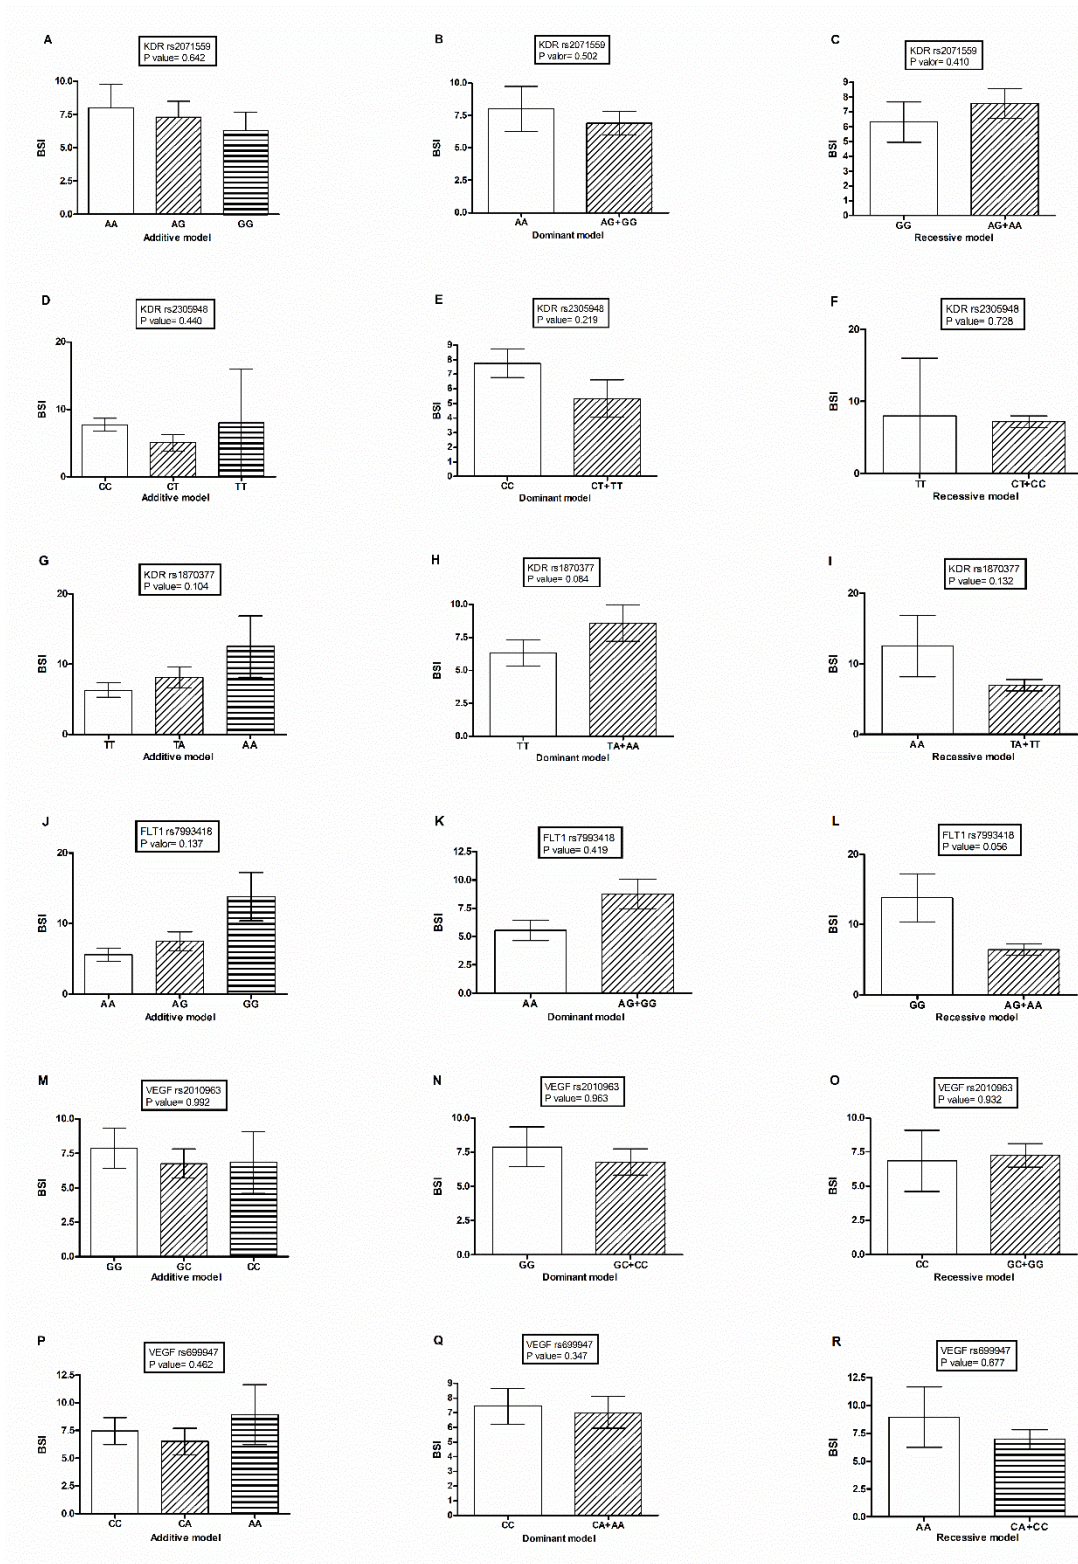 A
KDR rs2071559
P value= 0.642
10.0
7.5
5.0
2.5
0.0
BSI
AA AG GG
Additive model
B
KDR rs2071559
P valor= 0.502
10.0
7.5
5.0
2.5
0.0
BSI
AA AG+GG
Dominant model
C
KDR rs2071559
P valor= 0.410
9
8
7
6
5
4
3
2
1
0
BSI
GG AG+AA
Recessive model
D
KDR rs2305948
P value= 0.440
20
10
0
BSI
CC CT TT
Additive model
E
KDR rs2305948
P value= 0.219
9
8
7
6
5
4
3
2
1
0
BSI
CC CT+TT
Dominant model
F
KDR rs2305948
P value= 0.728
20
10
0
BSI
TT CT+CC
Recessive model
G
KDR rs1870377
P value= 0.104
20
10
0
BSI
TT TA AA
Additive model
H
KDR rs1870377
P value= 0.084
10.0
7.5
5.0
2.5
0.0
BSI
TT TA+AA
Dominant model
I
KDR rs1870377
P value= 0.132
20
10
0
BSI
AA TA+TT
Recessive model
J
FLT1 rs7993418
P valor= 0.137
20
10
0
BSI
AA AG GG
Additive model
K
FLT1 rs7993418
P value= 0.419
12.5
10.0
7.5
5.0
2.5
0.0
BSI
AA AG+GG
Dominant model
L
FLT1 rs7993418
P value= 0.056
20
10
0
BSI
GG AG+AA
Recessive model
M
VEGF rs2010963
P value= 0.992
10.0
7.5
5.0
2.5
0.0
BSI
GG GC CC
Additive model
N
VEGF rs2010963
P value= 0.963
10.0
7.5
5.0
2.5
0.0
BSI
GG GC+CC
Dominant model
O
VEGF rs2010963
P value= 0.932
10.0
7.5
5.0
2.5
0.0
BSI
CC GC+GG
Recessive model
P
VEGF rs699947
P value= 0.462
12.5
10.0
7.5
5.0
2.5
0.0
BSI
CC CA AA
Additive model
Q
VEGF rs699947
P value= 0.347
9
8
7
6
5
4
3
2
1
0
BSI
CC CA+AA
Dominant model
R
VEGF rs699947
P value= 0.677
12.5
10.0
7.5
5.0
2.5
0.0
BSI
AA CA+CC
Recessive model